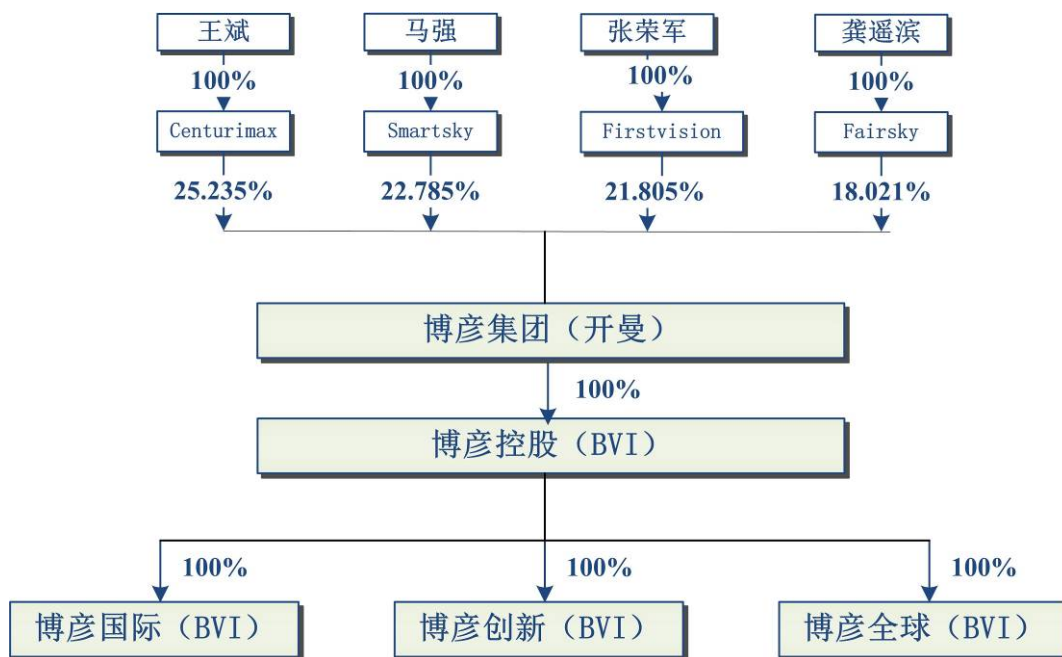 王斌 马强 张荣军 龚遥滨
100% 100% 100% 100%
Centurimax Smartsky Firstvision Fairsky
25.235% 22.785% 21.805% 18.021%
博彦集团（开曼）
100%
博彦控股（BVI）
100% 100% 100%
博彦国际（BVI） 博彦创新（BVI） 博彦全球（BVI）